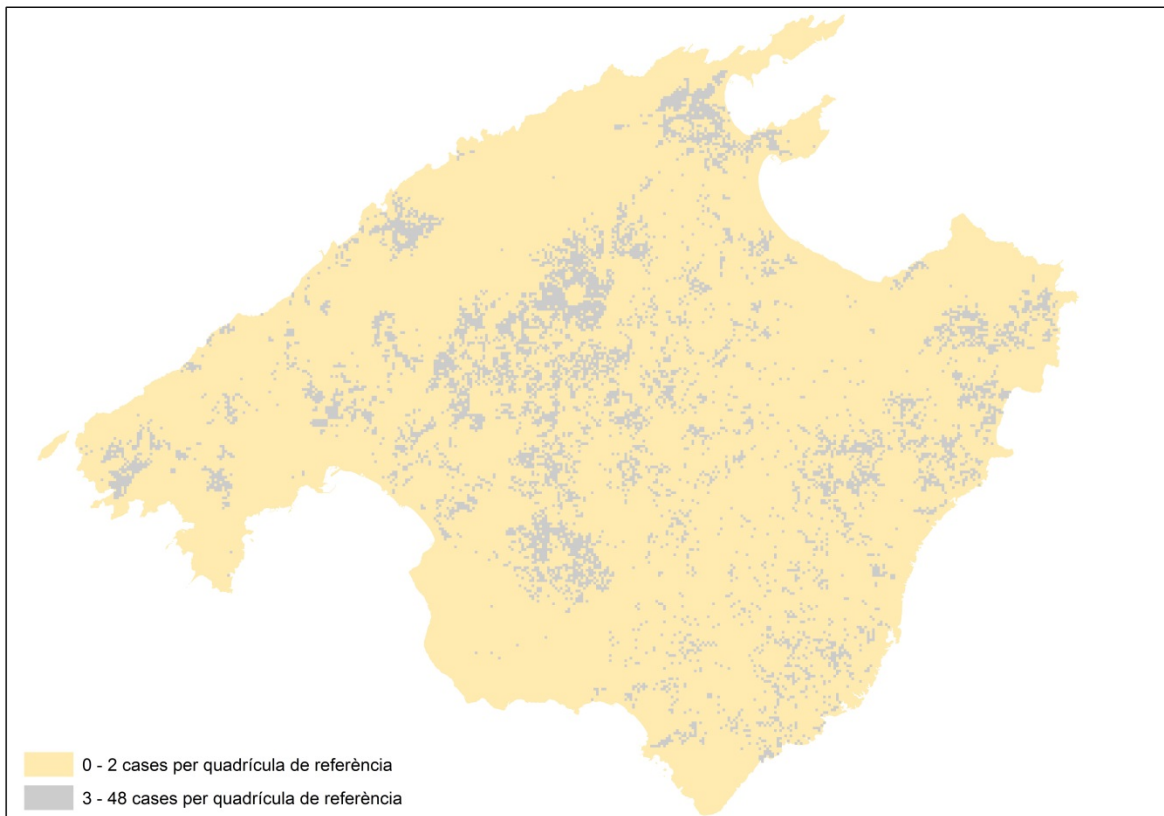 0 - 2 cases per quadrícula de referència
3 - 48 cases per quadrícula de referència